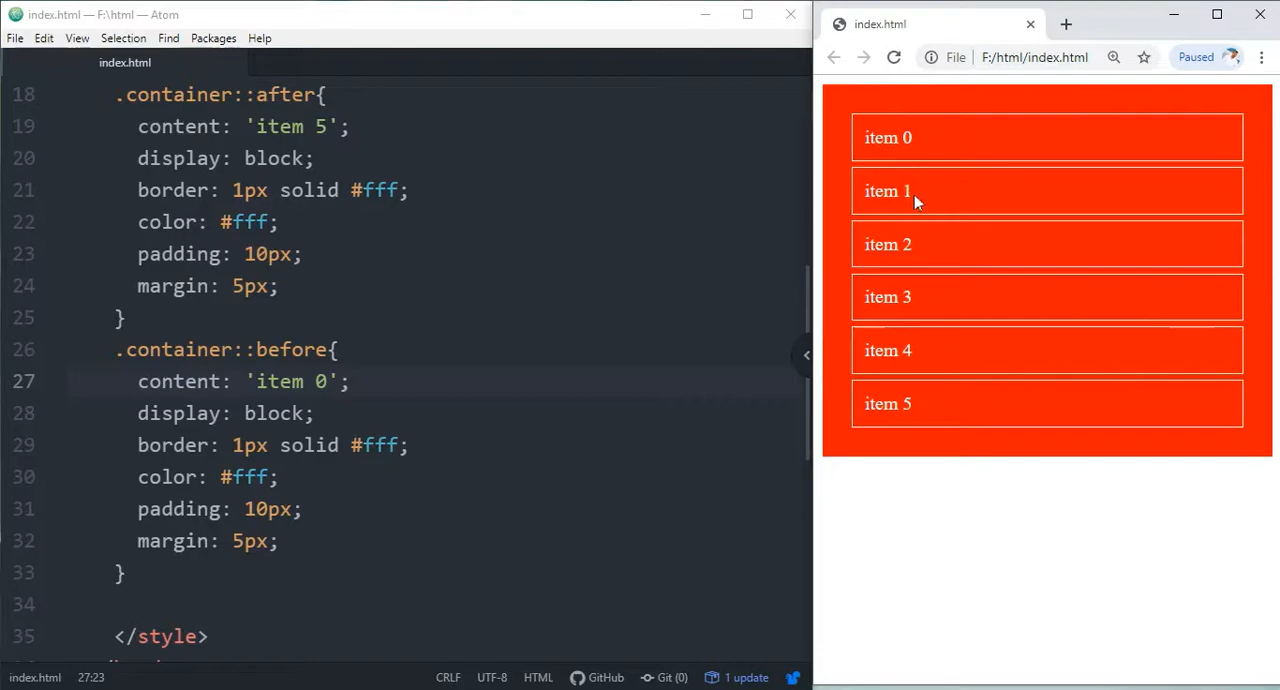 index.html — F:\html — Atom
File Edit View Selection Find Packages Help
index.html
18 .container::after{
19 content: 'item 5';
20 display: block;
21 border: 1px solid #fff;
22 color: #fff;
23 padding: 10px;
24 margin: 5px;
25 }
26 .container::before{
27 content: 'item 0';
28 display: block;
29 border: 1px solid #fff;
30 color: #fff;
31 padding: 10px;
32 margin: 5px;
33 }
34
35 </style>
index.html 27:23 CRLF UTF-8 HTML GitHub Git (0) 1 update
index.html
File F:/html/index.html Paused
item 0
item 1
item 2
item 3
item 4
item 5